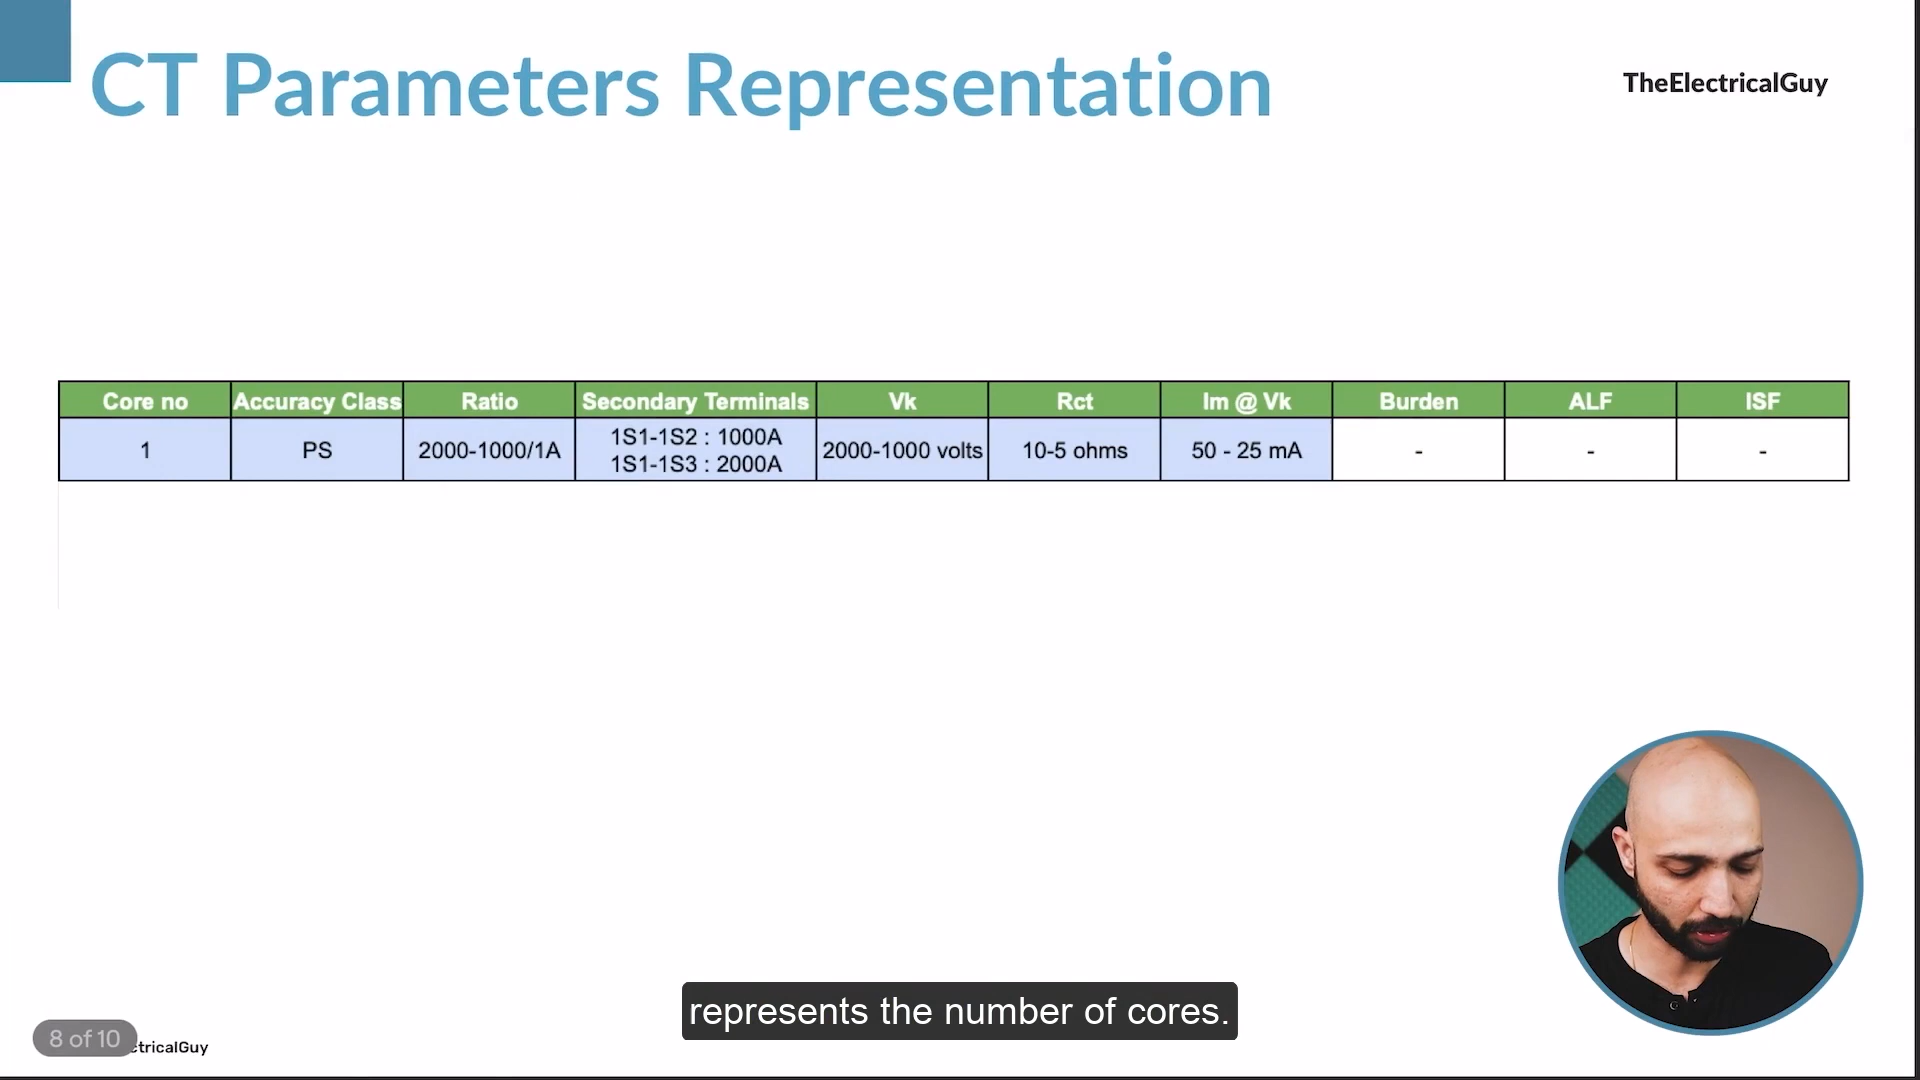 CT Parameters Representation
TheElectricalGuy
Core no Accuracy Class Ratio Secondary Terminals Vk Rct Im @ Vk Burden ALF ISF
1 PS 2000-1000/1A 1S1-1S2 : 1000A 2000-1000 volts 10-5 ohms 50 - 25 mA - - -
1S1-1S3 : 2000A
represents the number of cores.
8 of 10 ctricalGuy